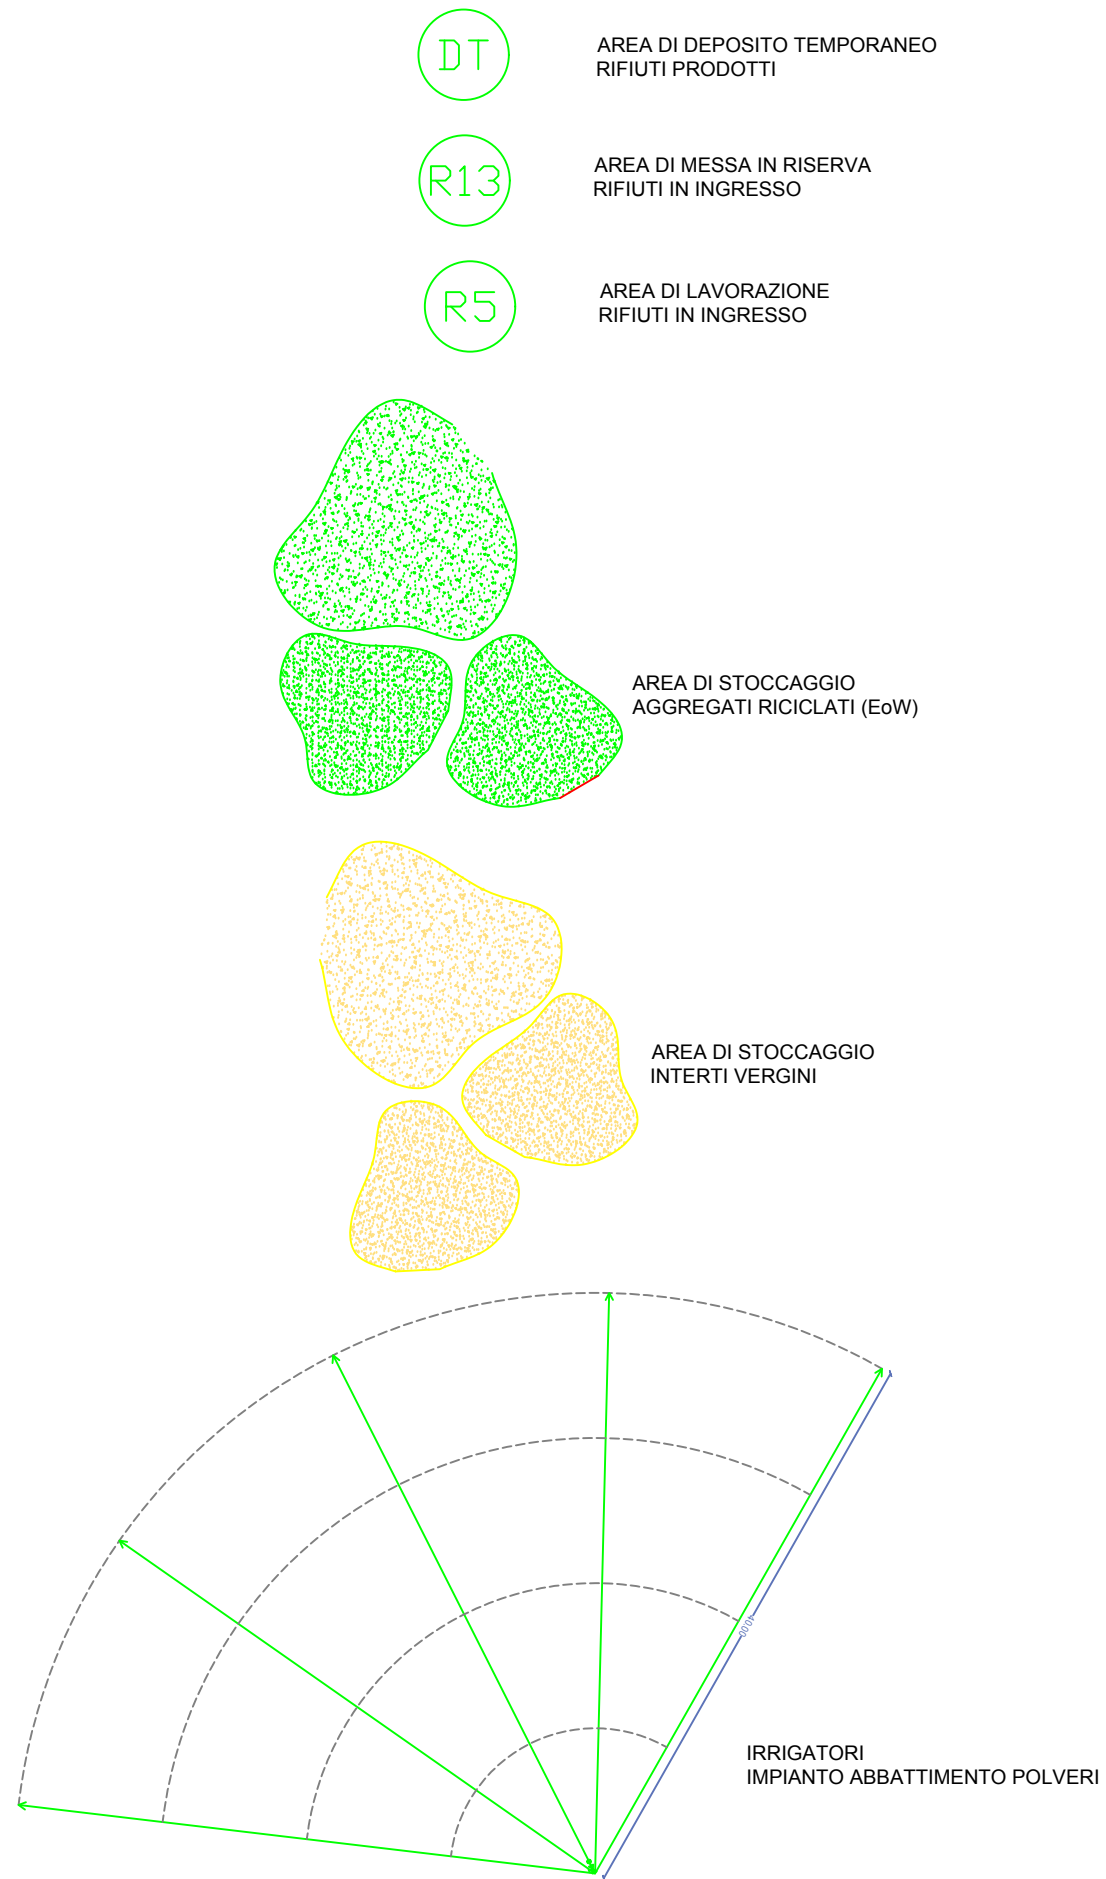 DT
AREA DI DEPOSITO TEMPORANEO
RIFIUTI PRODOTTI
R13
AREA DI MESSA IN RISERVA
RIFIUTI IN INGRESSO
R5
AREA DI LAVORAZIONE
RIFIUTI IN INGRESSO
AREA DI STOCCAGGIO
AGGREGATI RICICLATI (EoW)
AREA DI STOCCAGGIO
INTERTI VERGINI
40.00
IRRIGATORI
IMPIANTO ABBATTIMENTO POLVERI